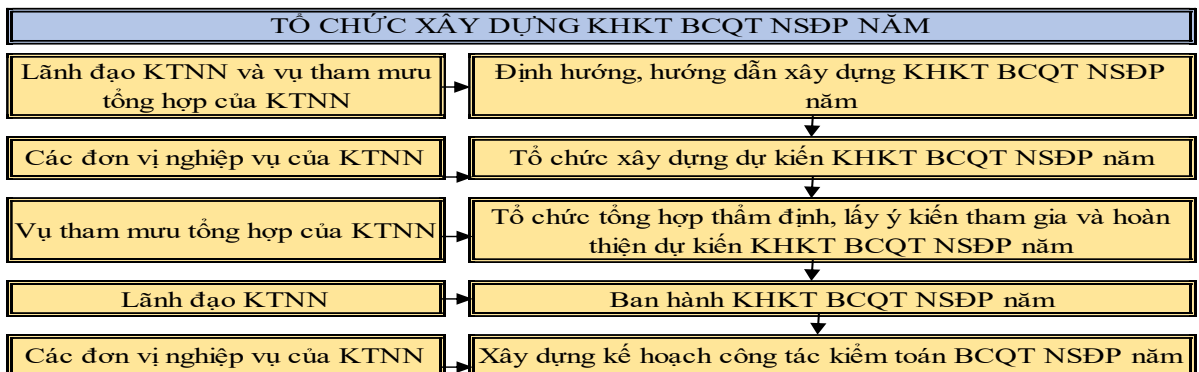 TỔ CHỨC XÂY DỰNG KHKT BCQT NSĐP NĂM
Lãnh đạo KTNN và vụ tham mưu
tổng hợp của KTNN
Định hướng, hướng dẫn xây dựng KHKT BCQT NSĐP
năm
Các đơn vị nghiệp vụ của KTNN
Tổ chức xây dựng dự kiến KHKT BCQT NSĐP năm
Vụ tham mưu tổng hợp của KTNN
Tổ chức tổng hợp thẩm định, lấy ý kiến tham gia và hoàn
thiện dự kiến KHKT BCQT NSĐP năm
Lãnh đạo KTNN
Ban hành KHKT BCQT NSĐP năm
Các đơn vị nghiệp vụ của KTNN
Xây dựng kế hoạch công tác kiểm toán BCQT NSĐP năm